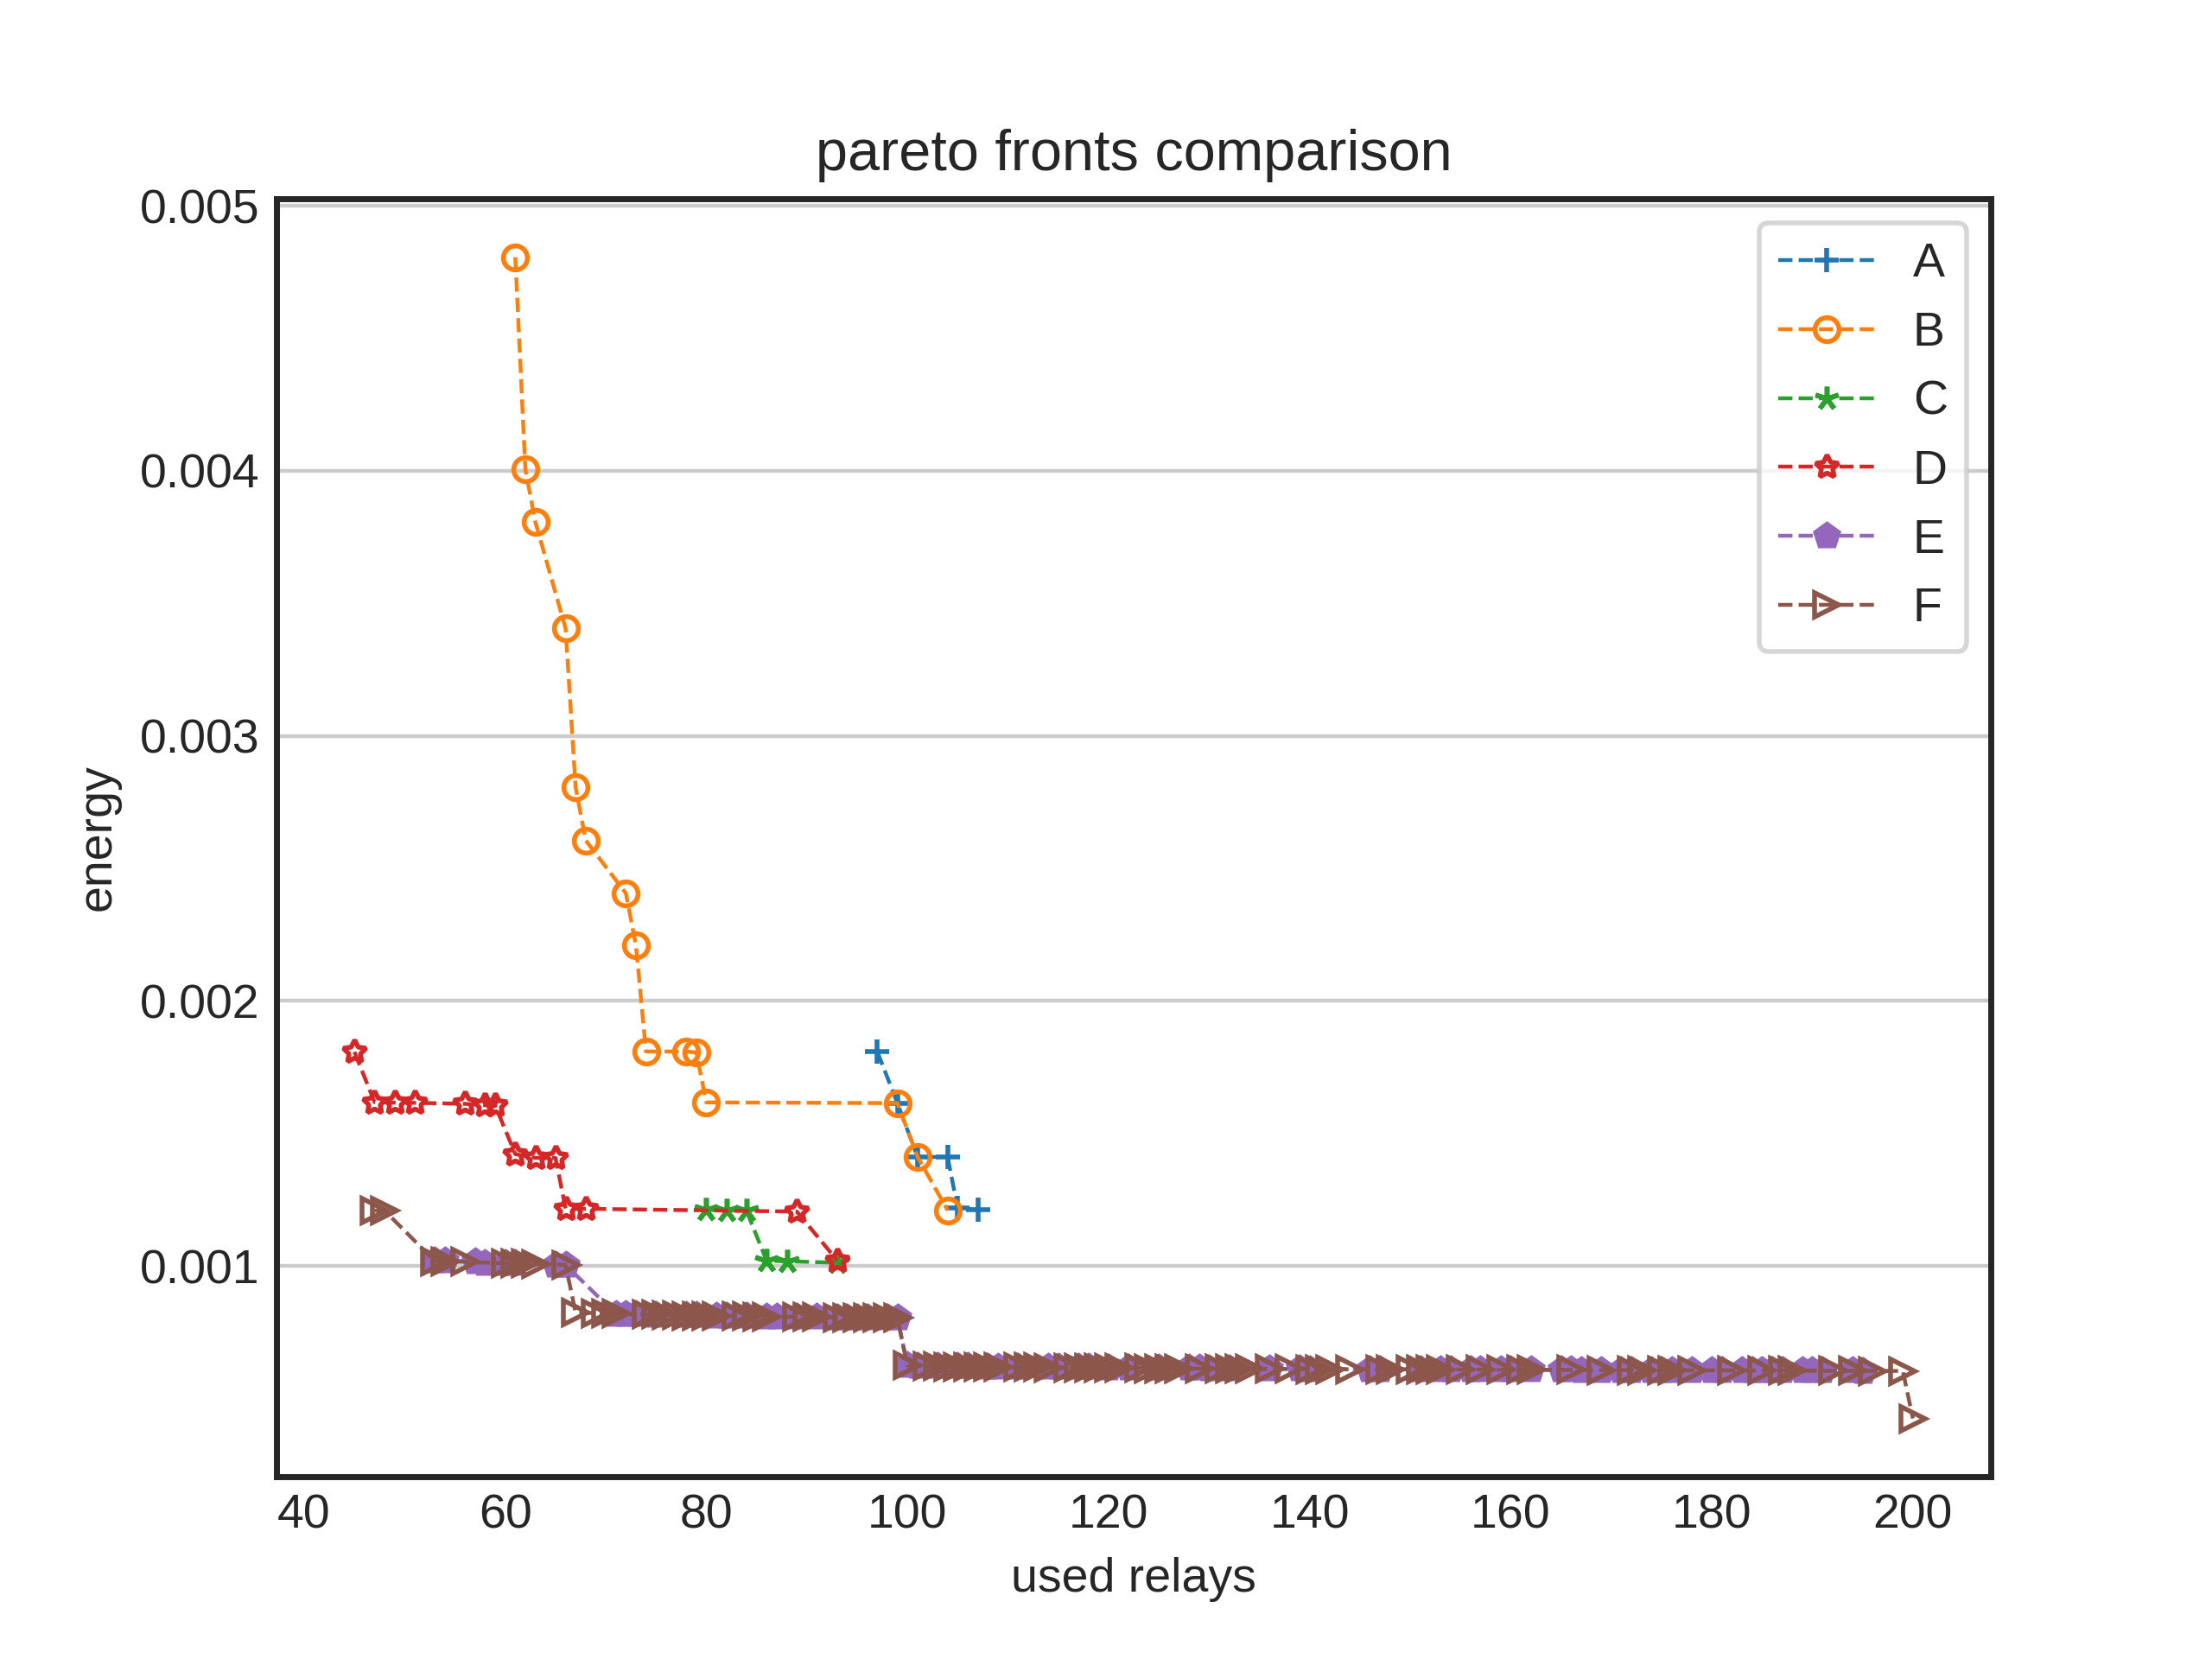 pareto fronts comparison
0.005
0.004
0.003
0.002
0.001
energy
40 60 80 100 120 140 160 180 200
used relays
A
B
C
D
E
F